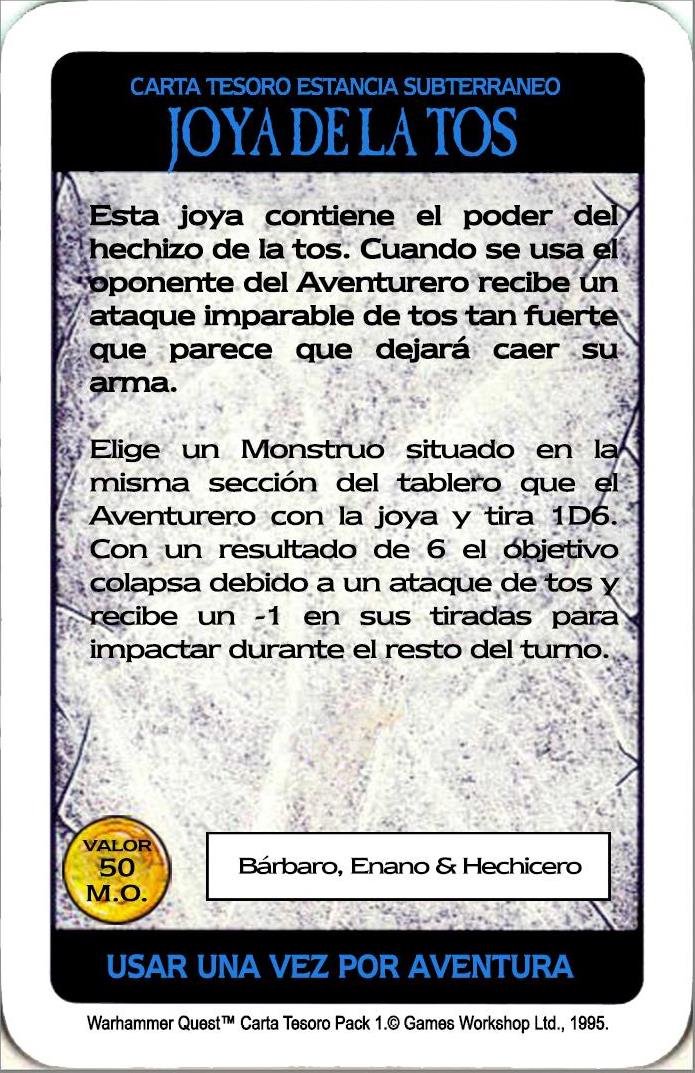 CARTA TESORO ESTANCIA SUBTERRANEO
JOYA DE LA TOS
Esta joya contiene el poder del
hechizo de la tos. Cuando se usa el
oponente del Aventurero recibe un
ataque imparable de tos tan fuerte
que parece que dejará caer su
arma.
Elige un Monstruo situado en la
misma sección del tablero que el
Aventurero con la joya y tira 1D6.
Con un resultado de 6 el objetivo
colapsa debido a un ataque de tos y
recibe un -1 en sus tiradas para
impactar durante el resto del turno.
VALOR
50
M.O.
Bárbaro, Enano & Hechicero
USAR UNA VEZ POR AVENTURA
Warhammer Quest™ Carta Tesoro Pack 1.© Games Workshop Ltd., 1995.